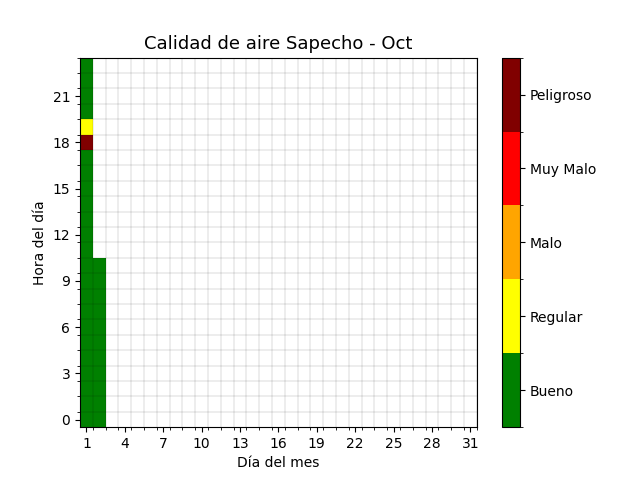 Calidad de aire Sapecho - Oct
Hora del día
21
18
15
12
9
6
3
0
1 4 7 10 13 16 19 22 25 28 31
Día del mes
Peligroso
Muy Malo
Malo
Regular
Bueno